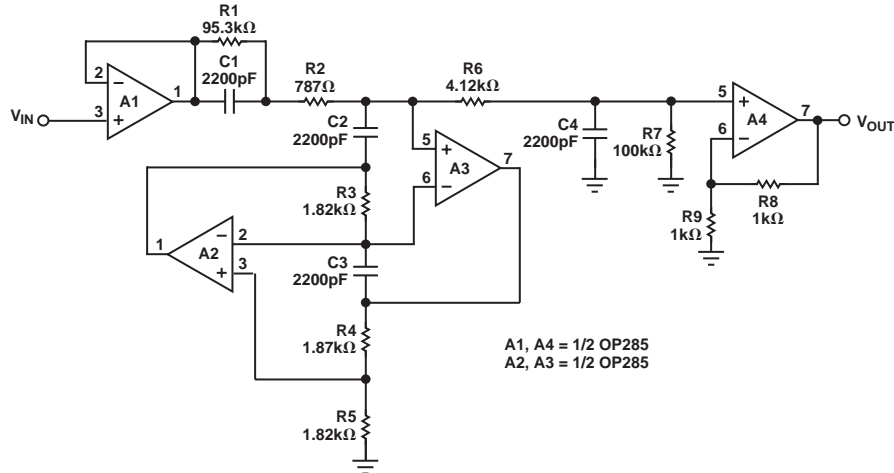 R1
95.3kΩ
C1
2200pF
2
3
1
−
+
A1
VIN
R2
787Ω
R6
4.12kΩ
C2
2200pF
5
6
7
+
−
A3
C4
2200pF
R7
100kΩ
5
6
7
+
−
A4
VOUT
R8
1kΩ
R9
1kΩ
R3
1.82kΩ
1
2
3
−
+
A2
C3
2200pF
R4
1.87kΩ
A1, A4 = 1/2 OP285
A2, A3 = 1/2 OP285
R5
1.82kΩ